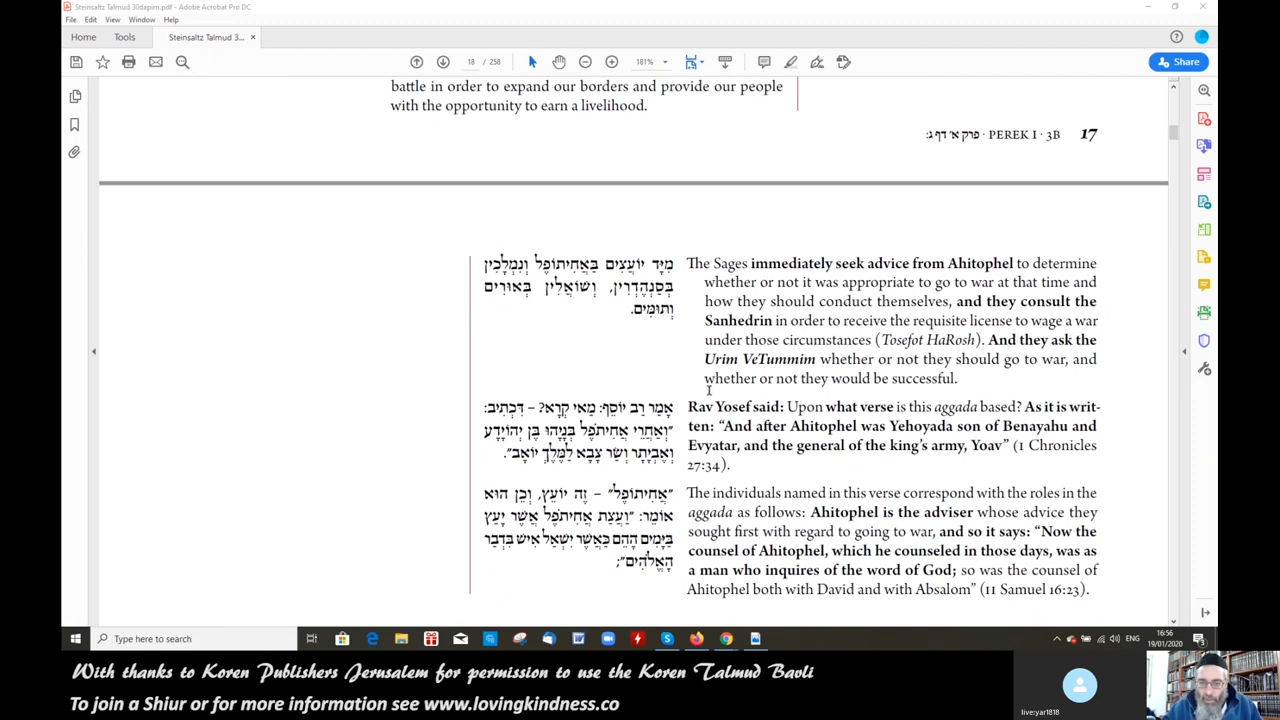 Steinsaltz Talmud 30dapim.pdf - Adobe Acrobat Pro DC
File Edit View Window Help
Home Tools Steinsaltz Talmud 3... ×
18 / 258 181% Share
battle in order to expand our borders and provide our people
with the opportunity to earn a livelihood.
פרק א׳ דף ג: · PEREK I · 3B 17
מִיָּד יוֹעֲצִים בַּאֲחִיתוֹפֶל וְנִמְלָכִין
בְּסַנְהֶדְרִין, וְשׁוֹאֲלִין בְּאוּרִים
וְתוּמִּים.
The Sages immediately seek advice from Ahitophel to determine
whether or not it was appropriate to go to war at that time and
how they should conduct themselves, and they consult the
Sanhedrin in order to receive the requisite license to wage a war
under those circumstances (Tosefot HaRosh). And they ask the
Urim VeTummim whether or not they should go to war, and
whether or not they would be successful.
אָמַר רַב יוֹסֵף: מַאי קְרָא? – דִּכְתִיב:
״וְאַחֲרֵי אֲחִיתֹפֶל בְּנָיָהוּ בֶּן יְהוֹיָדָע
וְאֶבְיָתָר וְשַׂר צָבָא לַמֶּלֶךְ יוֹאָב״.
Rav Yosef said: Upon what verse is this aggada based? As it is writ-
ten: “And after Ahitophel was Yehoyada son of Benayahu and
Evyatar, and the general of the king’s army, Yoav” (I Chronicles
27:34).
״אֲחִיתוֹפֶל״ – זֶה יוֹעֵץ, וְכֵן הוּא
אוֹמֵר: ״וַעֲצַת אֲחִיתֹפֶל אֲשֶׁר יָעַץ
בַּיָּמִים הָהֵם כַּאֲשֶׁר יִשְׁאַל אִישׁ בִּדְבַר
הָאֱלֹהִים״;
The individuals named in this verse correspond with the roles in the
aggada as follows: Ahitophel is the adviser whose advice they
sought first with regard to going to war, and so it says: “Now the
counsel of Ahitophel, which he counseled in those days, was as
a man who inquires of the word of God; so was the counsel of
Ahitophel both with David and with Absalom” (II Samuel 16:23).
Type here to search
ENG 16:56
19/01/2020
3
With thanks to Koren Publishers Jerusalem for permission to use the Koren Talmud Bavli
To join a Shiur or for more information see www.lovingkindness.co
live:yar1818